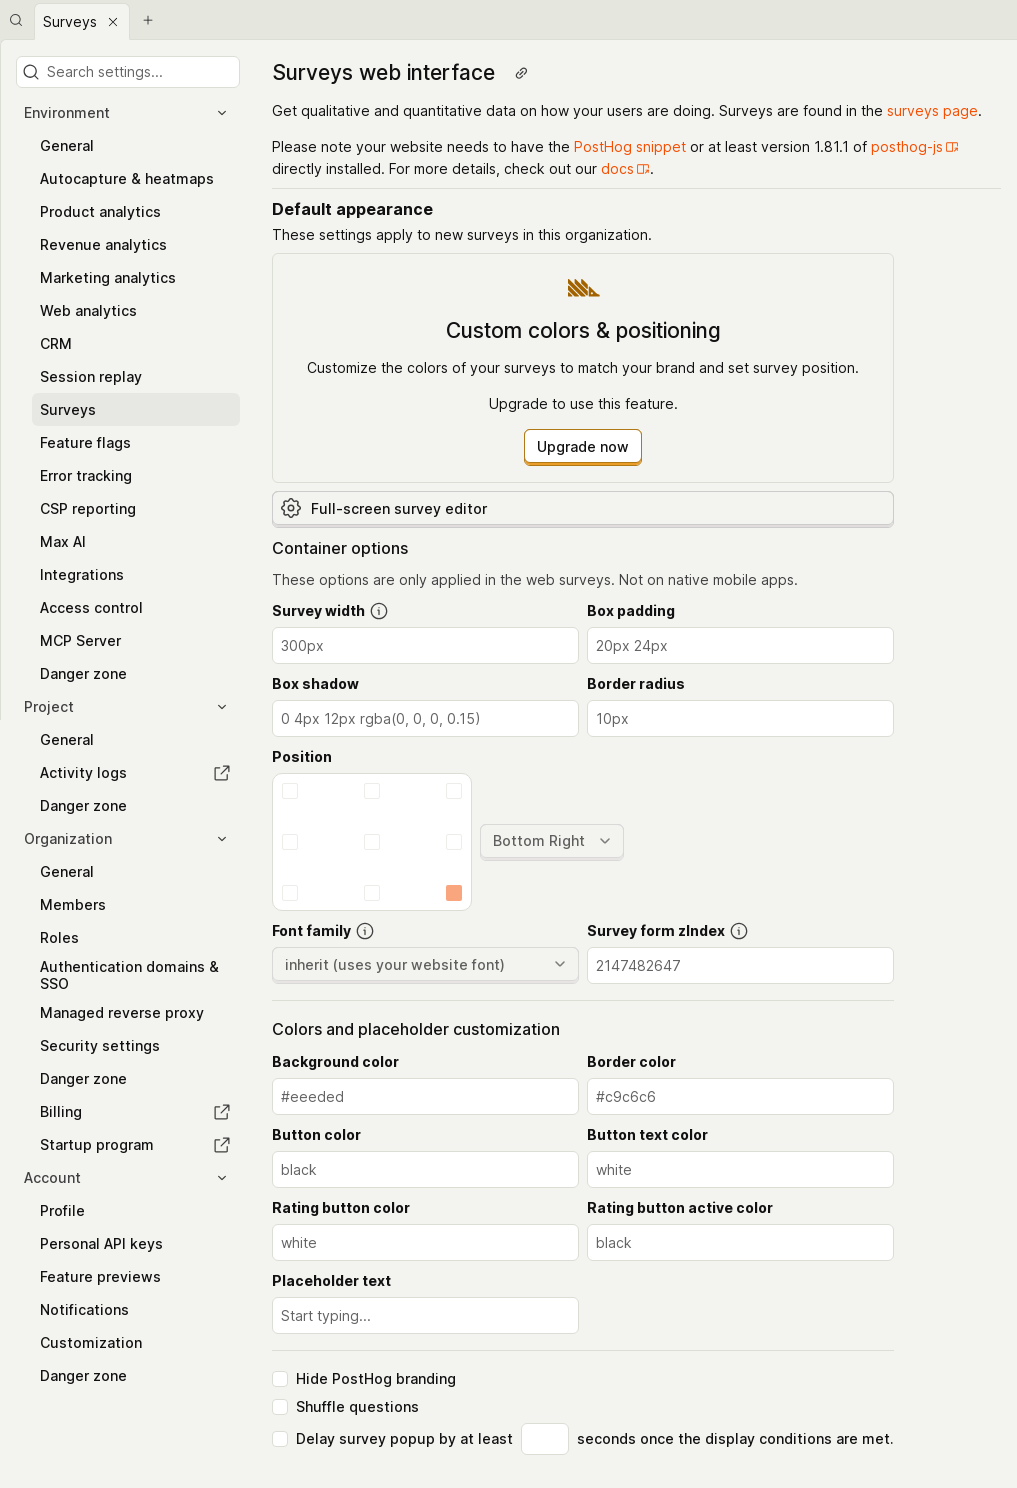 Surveys
Search settings...
Environment
General
Autocapture & heatmaps
Product analytics
Revenue analytics
Marketing analytics
Web analytics
CRM
Session replay
Surveys
Feature flags
Error tracking
CSP reporting
Max AI
Integrations
Access control
MCP Server
Danger zone
Project
General
Activity logs
Danger zone
Organization
General
Members
Roles
Authentication domains &
SSO
Managed reverse proxy
Security settings
Danger zone
Billing
Startup program
Account
Profile
Personal API keys
Feature previews
Notifications
Customization
Danger zone
Surveys web interface
Get qualitative and quantitative data on how your users are doing. Surveys are found in the surveys page.
Please note your website needs to have the PostHog snippet or at least version 1.81.1 of posthog-js
directly installed. For more details, check out our docs.
Default appearance
These settings apply to new surveys in this organization.
Custom colors & positioning
Customize the colors of your surveys to match your brand and set survey position.
Upgrade to use this feature.
Upgrade now
Full-screen survey editor
Container options
These options are only applied in the web surveys. Not on native mobile apps.
Survey width
Box padding
300px
20px 24px
Box shadow
Border radius
0 4px 12px rgba(0, 0, 0, 0.15)
10px
Position
Bottom Right
Font family
Survey form zIndex
inherit (uses your website font)
2147482647
Colors and placeholder customization
Background color
Border color
#eeeded
#c9c6c6
Button color
Button text color
black
white
Rating button color
Rating button active color
white
black
Placeholder text
Start typing...
Hide PostHog branding
Shuffle questions
Delay survey popup by at least seconds once the display conditions are met.